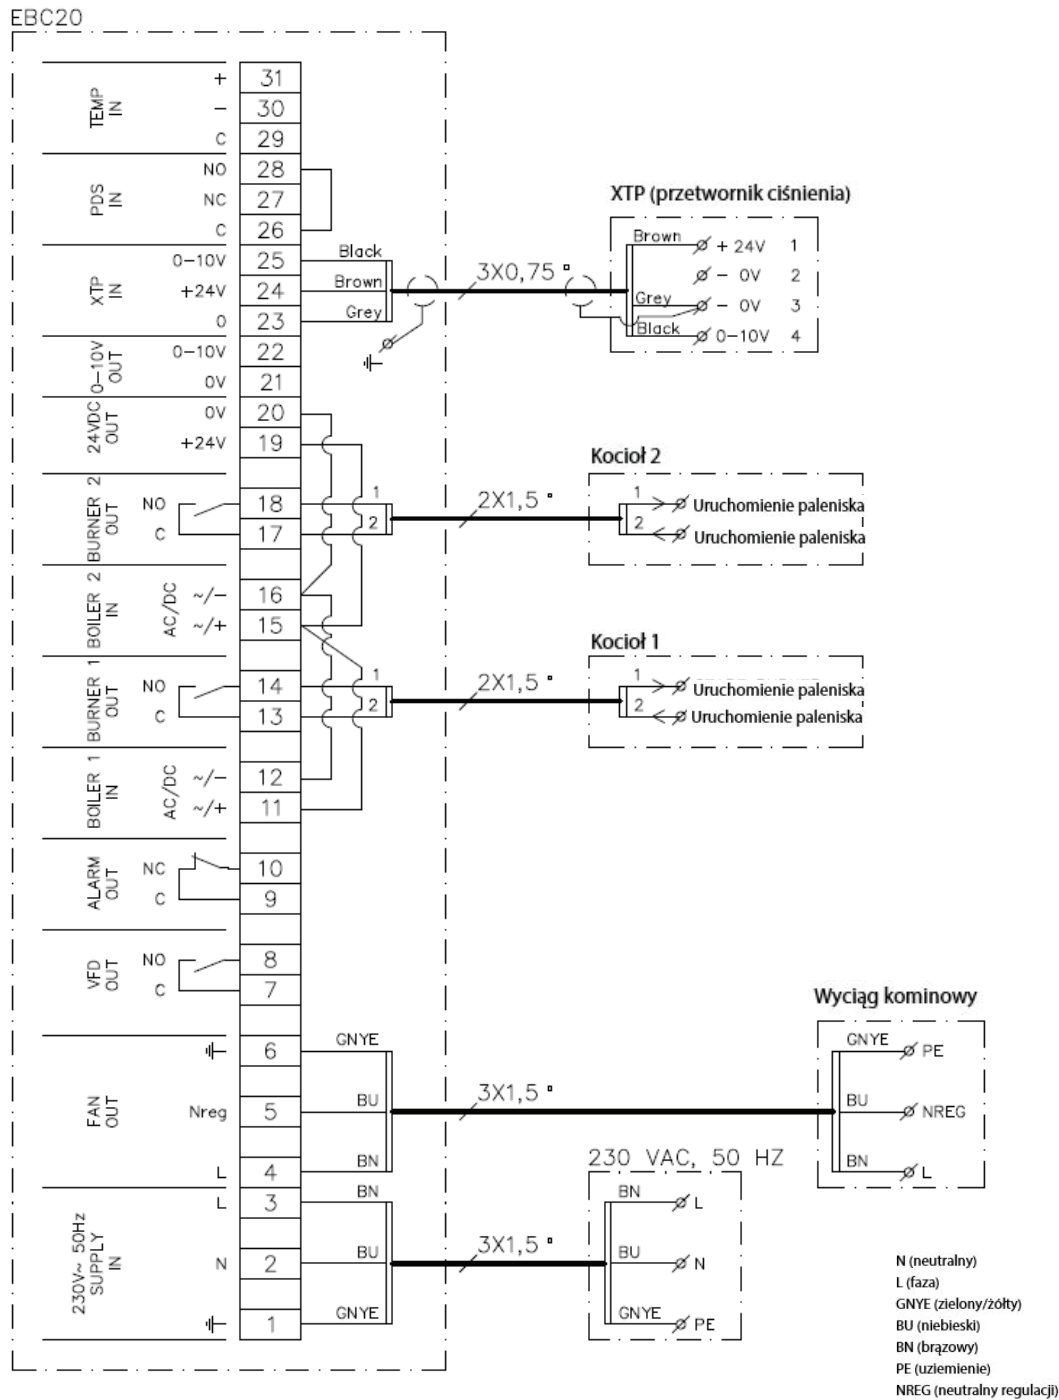 EBC20
TEMP IN
+ 31
- 30
C 29
PDS IN
NO 28
NC 27
C 26
XTP IN
0-10V 25 Black
+24V 24 Brown
0 23 Grey
3X0,75
XTP (przetwornik ciśnienia)
Brown + 24V 1
- 0V 2
Grey - 0V 3
Black 0-10V 4
0-10V OUT
0-10V 22
0V 21
24VDC OUT
0V 20
+24V 19
BURNER 2 OUT
NO 18 1
C 17 2
2X1,5
Kocioł 2
1 Uruchomienie paleniska
2 Uruchomienie paleniska
BOILER 2 IN
AC/DC
~/- 16
~/+ 15
BURNER 1 OUT
NO 14 1
C 13 2
2X1,5
Kocioł 1
1 Uruchomienie paleniska
2 Uruchomienie paleniska
BOILER 1 IN
AC/DC
~/- 12
~/+ 11
ALARM OUT
NC 10
C 9
VFD OUT
NO 8
C 7
FAN OUT
6 GNYE
Nreg 5 BU
L 4 BN
3X1,5
Wyciąg kominowy
GNYE PE
BU NREG
BN L
230V~ 50Hz SUPPLY IN
L 3 BN
N 2 BU
1 GNYE
3X1,5
230 VAC, 50 HZ
BN L
BU N
GNYE PE
N (neutralny)
L (faza)
GNYE (zielony/żółty)
BU (niebieski)
BN (brązowy)
PE (uziemienie)
NREG (neutralny regulacji)